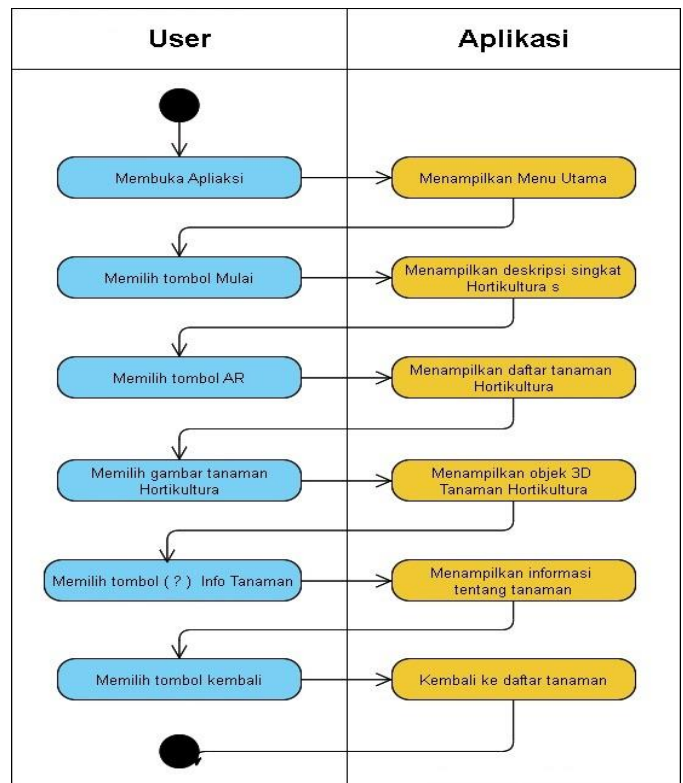 User
Aplikasi
Membuka Apliaksi
Menampilkan Menu Utama
Memilih tombol Mulai
Menampilkan deskripsi singkat
Hortikultura s
Memilih tombol AR
Menampilkan daftar tanaman
Hortikultura
Memilih gambar tanaman
Hortikultura
Menampilkan objek 3D
Tanaman Hortikultura
Memilih tombol ( ? ) Info Tanaman
Menampilkan informasi
tentang tanaman
Memilih tombol kembali
Kembali ke daftar tanaman